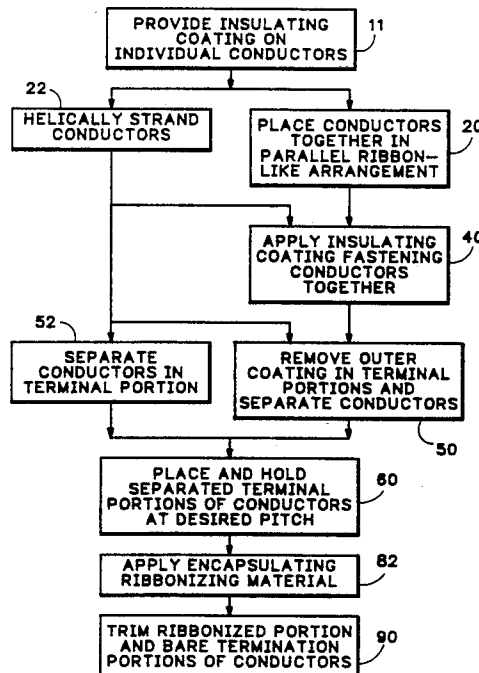 PROVIDE INSULATING
COATING ON
INDIVIDUAL CONDUCTORS
11
22
HELICALLY STRAND
CONDUCTORS
PLACE CONDUCTORS
TOGETHER IN
PARALLEL RIBBON-
LIKE ARRANGEMENT
20
APPLY INSULATING
COATING FASTENING
CONDUCTORS
TOGETHER
40
52
SEPARATE
CONDUCTORS IN
TERMINAL PORTION
REMOVE OUTER
COATING IN TERMINAL
PORTIONS AND
SEPARATE CONDUCTORS
50
PLACE AND HOLD
SEPARATED TERMINAL
PORTIONS OF CONDUCTORS
AT DESIRED PITCH
60
APPLY ENCAPSULATING
RIBBONIZING MATERIAL
82
TRIM RIBBONIZED PORTION
AND BARE TERMINATION
PORTIONS OF CONDUCTORS
90